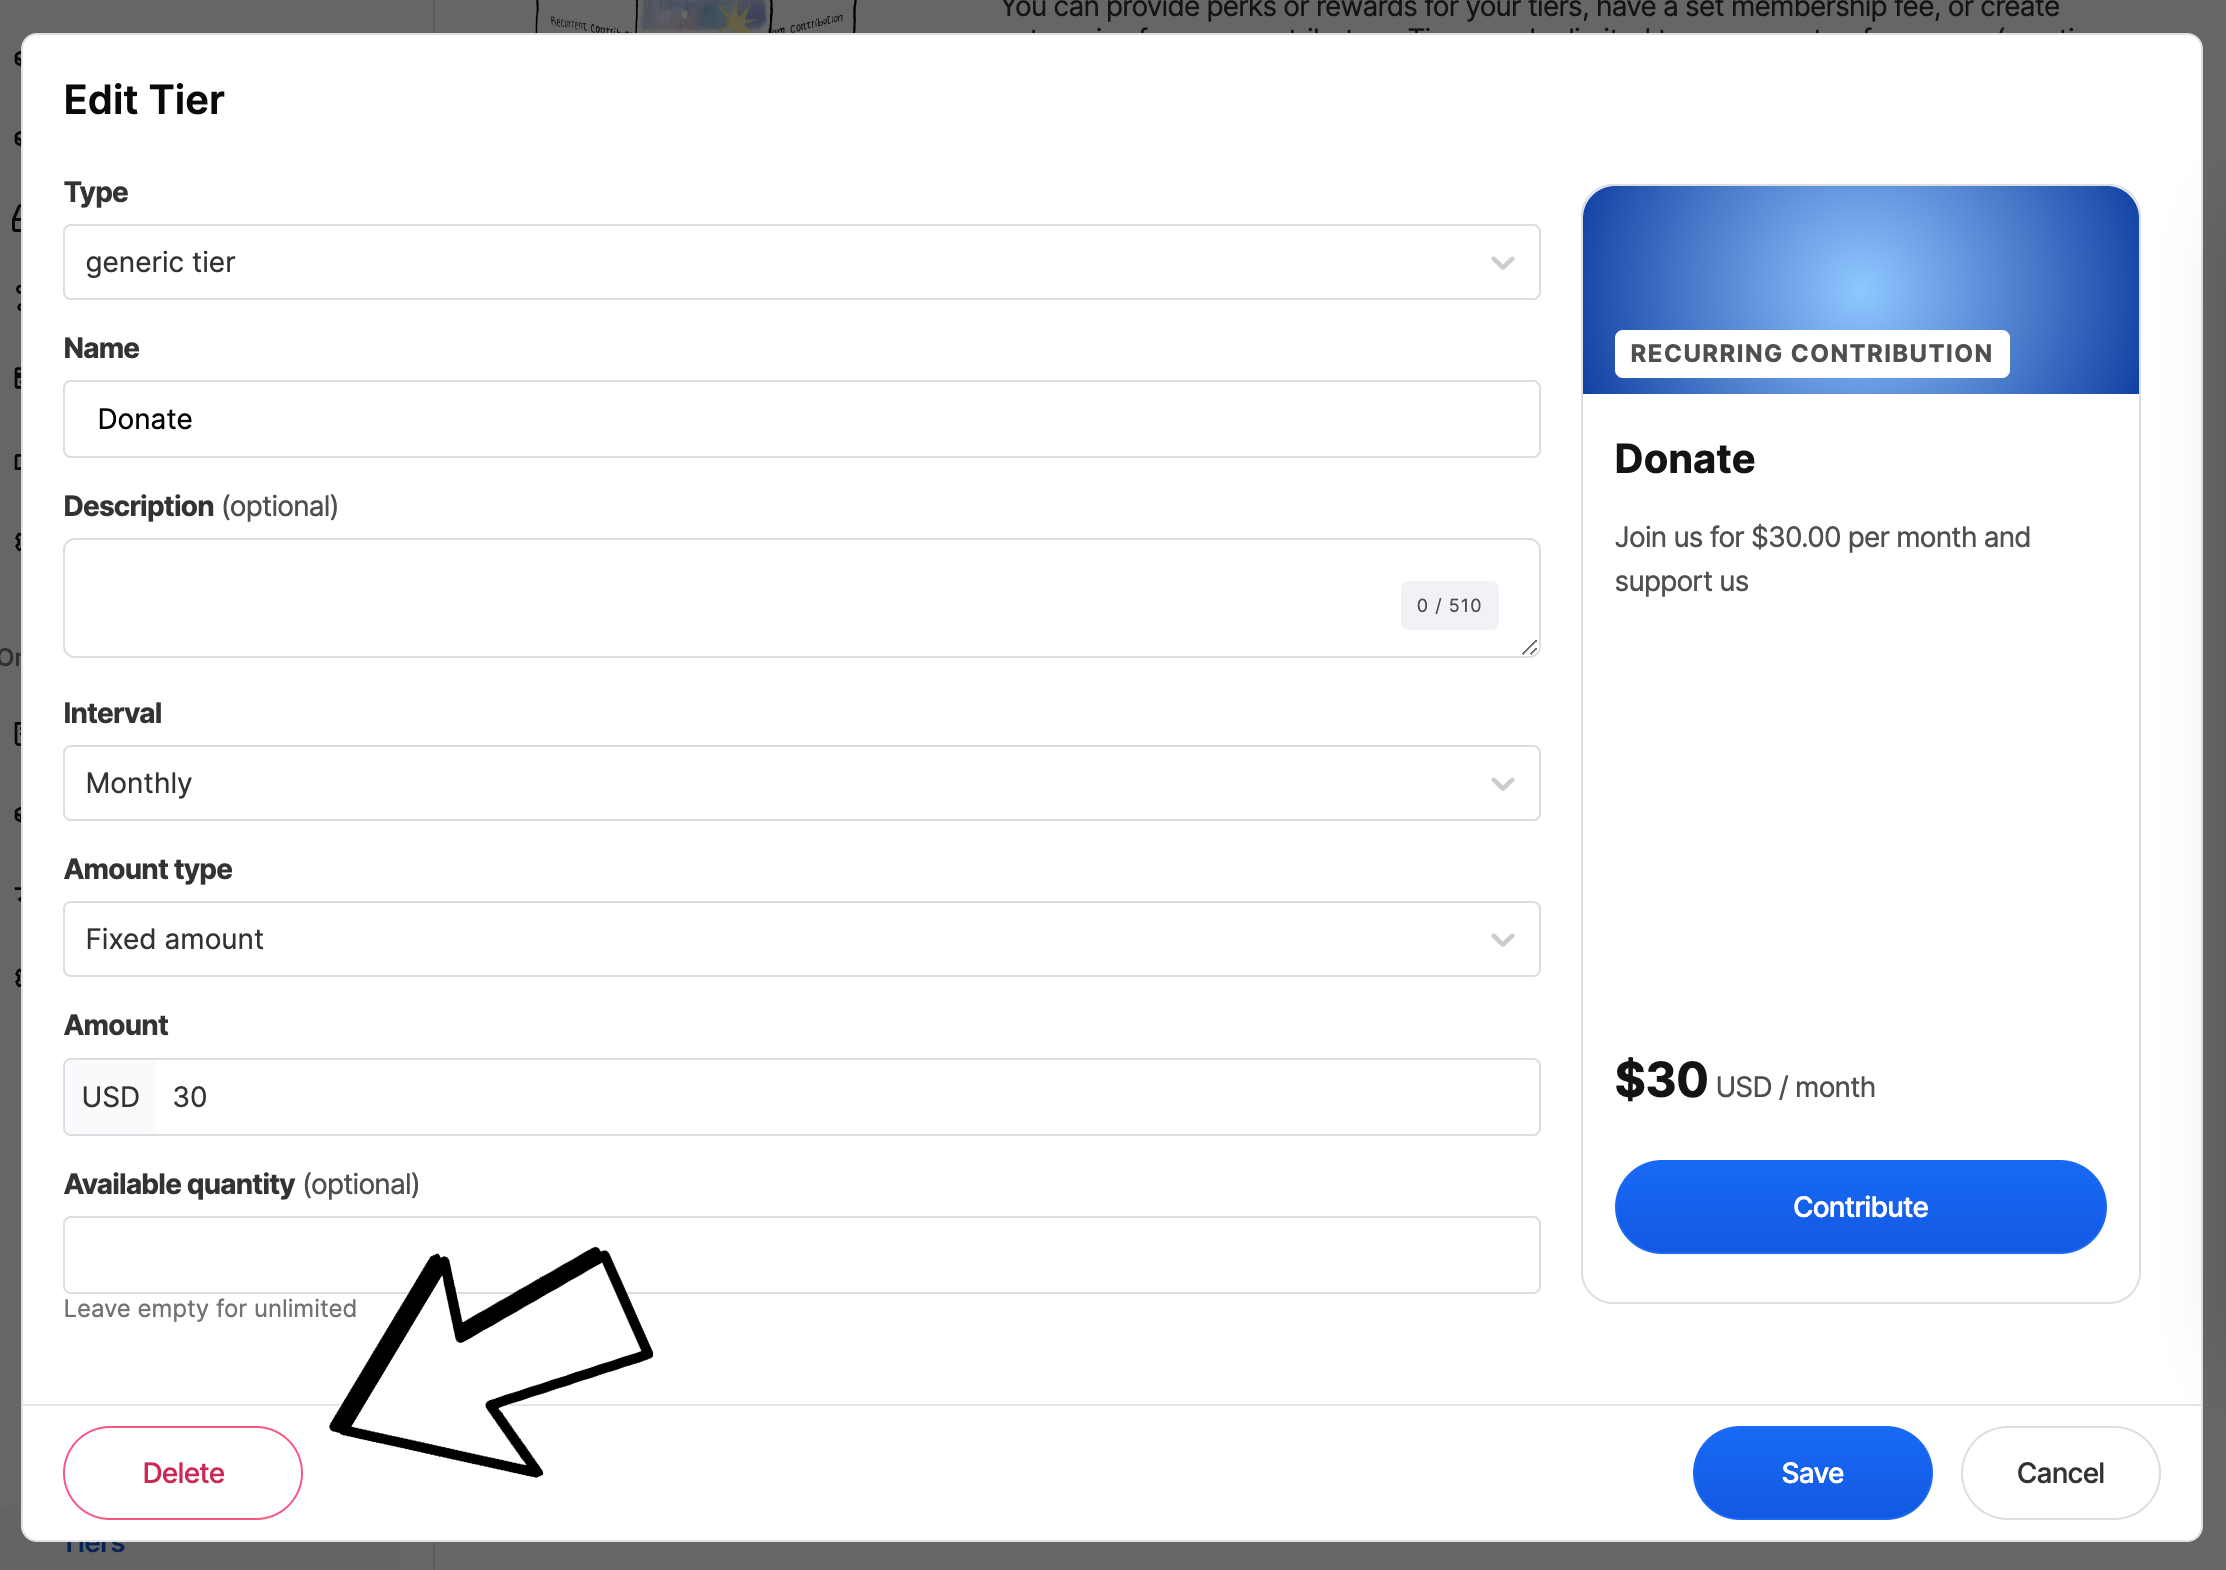 You can provide perks or rewards for your tiers, have a set membership fee, or create
Recurrent
contribution
Edit Tier
Type
generic tier
Name
Donate
Description (optional)
0 / 510
Interval
Monthly
Amount type
Fixed amount
Amount
USD 30
Available quantity (optional)
Leave empty for unlimited
RECURRING CONTRIBUTION
Donate
Join us for $30.00 per month and
support us
$30 USD / month
Contribute
Delete
Save
Cancel
Tiers